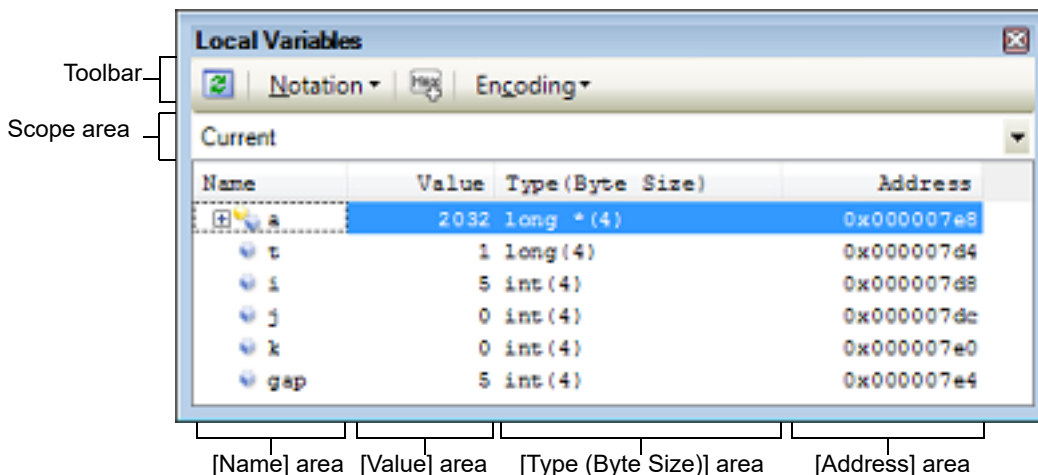 Local Variables
Toolbar
Notation Hex Encoding
Scope area
Current
Name Value Type(Byte Size) Address
a 2032 long *(4) 0x000007e8
t 1 long(4) 0x000007d4
i 5 int(4) 0x000007d8
j 0 int(4) 0x000007dc
k 0 int(4) 0x000007e0
gap 5 int(4) 0x000007e4
[Name] area [Value] area [Type (Byte Size)] area [Address] area